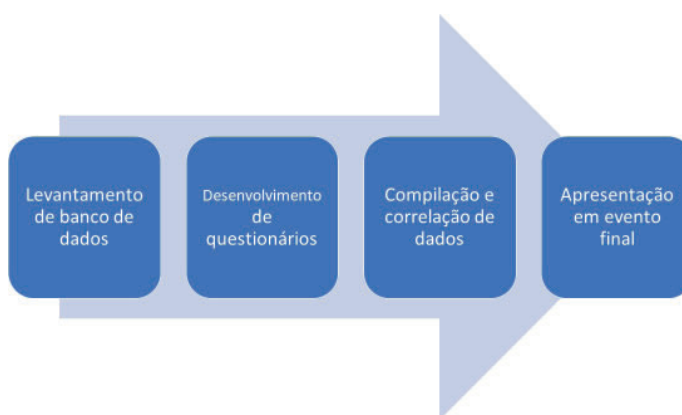 Levantamento
de banco de
dados
Desenvolvimento
de
questionários
Compilação e
correlação de
dados
Apresentação
em evento
final